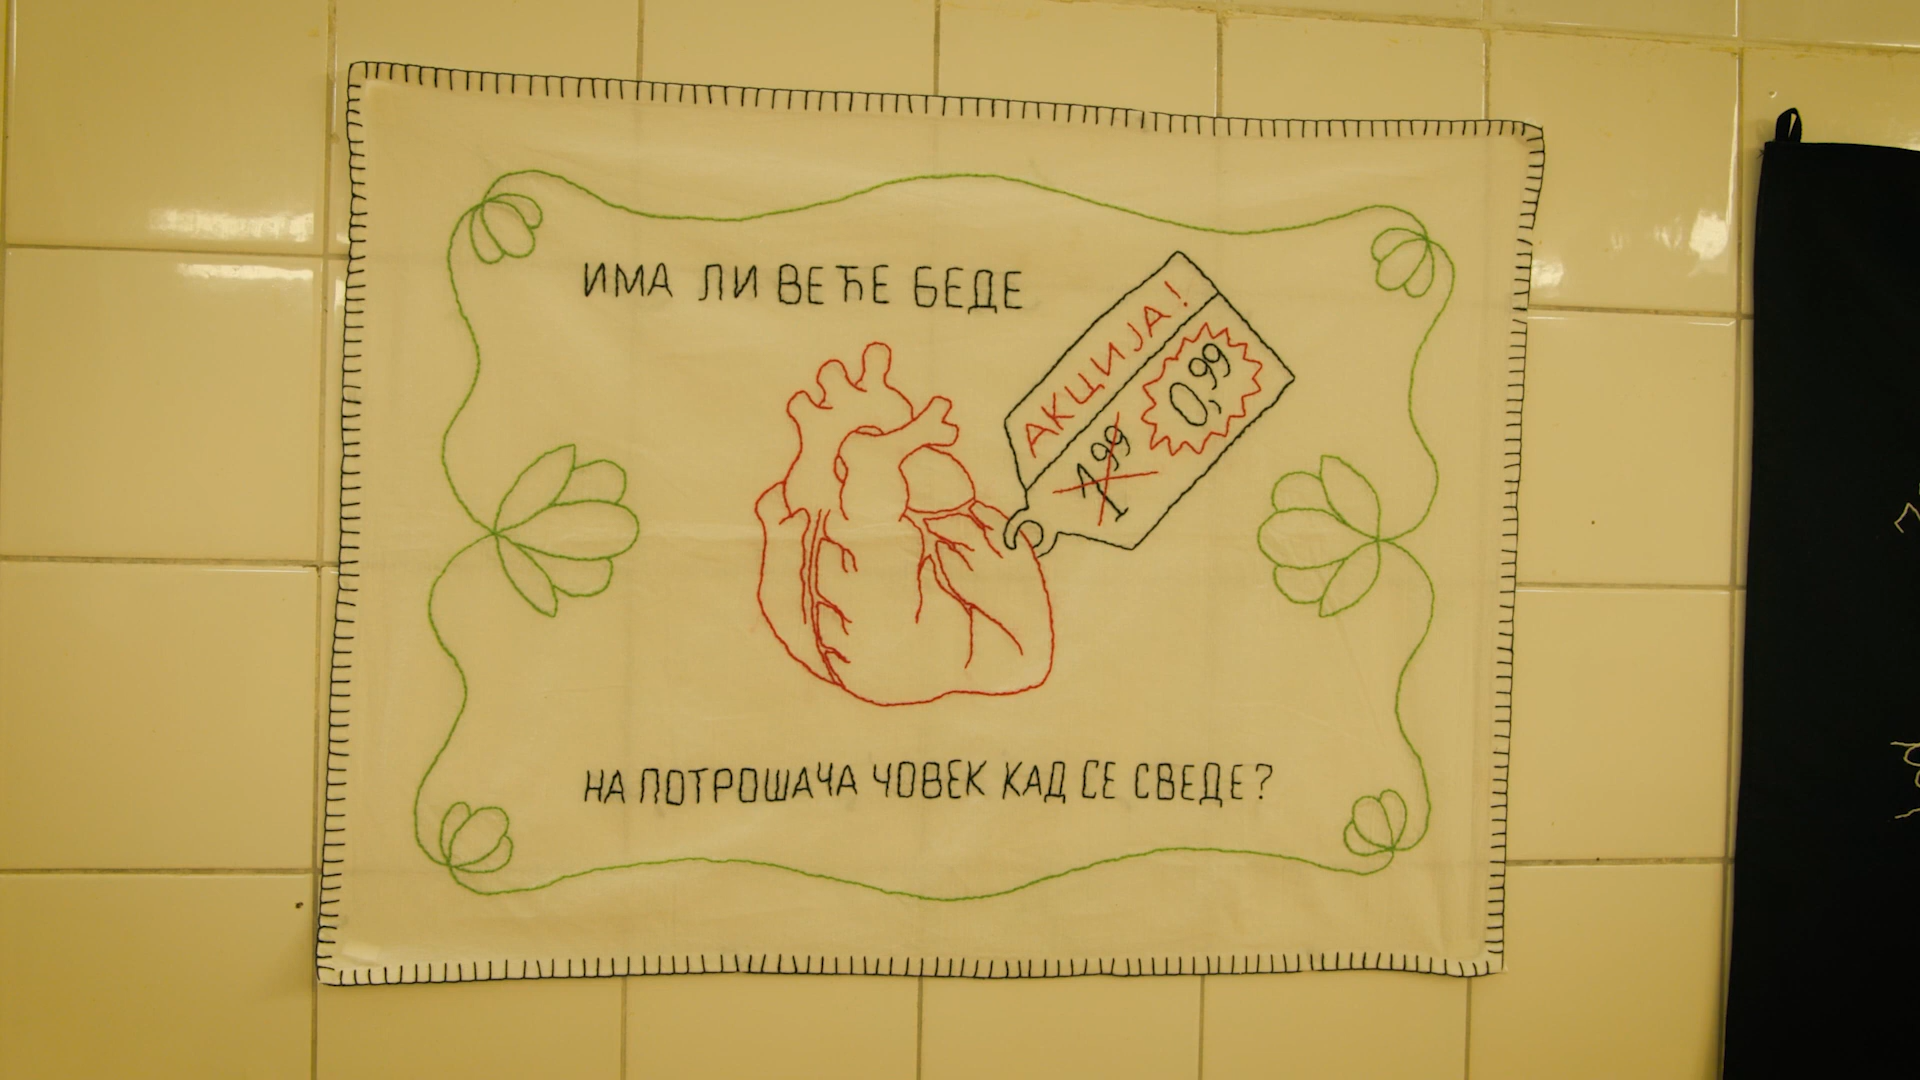 ИМА ЛИ ВЕЋЕ БЕДЕ
АКЦИЈА!
1,99
0,99
НА ПОТРОШАЧА ЧОВЕК КАД СЕ СВЕДЕ?